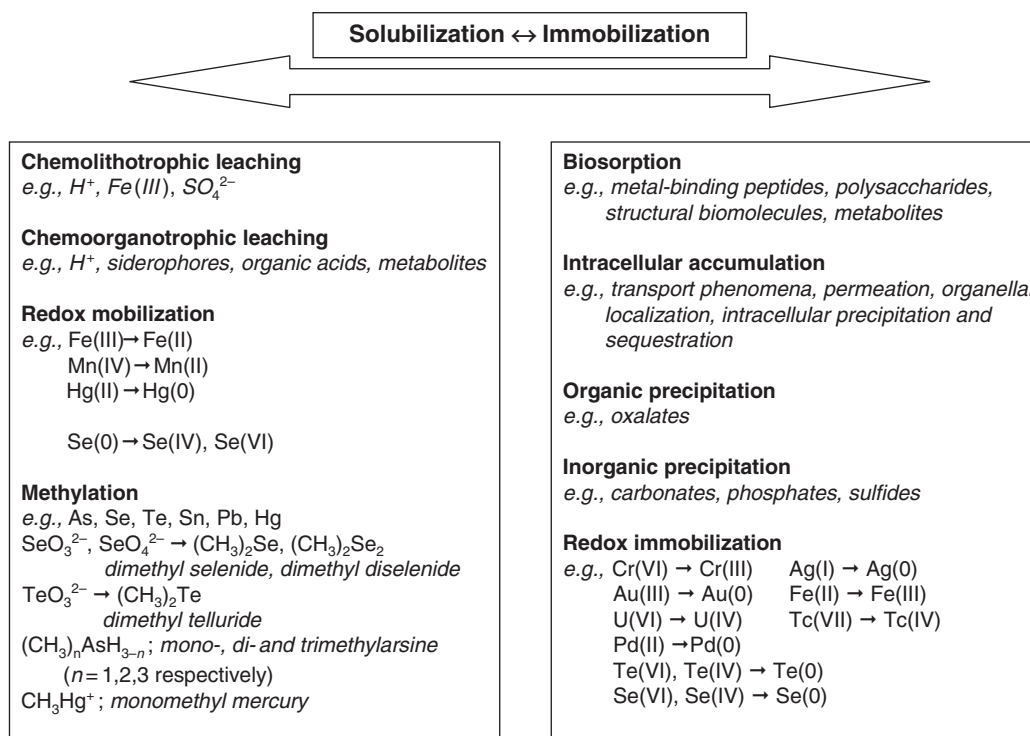 Solubilization ↔ Immobilization
Chemolithotrophic leaching
e.g., H⁺, Fe(III), SO₄²⁻
Chemoorganotrophic leaching
e.g., H⁺, siderophores, organic acids, metabolites
Redox mobilization
e.g., Fe(III)→Fe(II)
Mn(IV)→Mn(II)
Hg(II)→Hg(0)
Se(0)→Se(IV), Se(VI)
Methylation
e.g., As, Se, Te, Sn, Pb, Hg
SeO₃²⁻, SeO₄²⁻ → (CH₃)₂Se, (CH₃)₂Se₂
dimethyl selenide, dimethyl diselenide
TeO₃²⁻ → (CH₃)₂Te
dimethyl telluride
(CH₃)ₙAsH₃₋ₙ; mono-, di- and trimethylarsine
(n=1,2,3 respectively)
CH₃Hg⁺; monomethyl mercury
Biosorption
e.g., metal-binding peptides, polysaccharides,
structural biomolecules, metabolites
Intracellular accumulation
e.g., transport phenomena, permeation, organellar
localization, intracellular precipitation and
sequestration
Organic precipitation
e.g., oxalates
Inorganic precipitation
e.g., carbonates, phosphates, sulfides
Redox immobilization
e.g., Cr(VI) → Cr(III) Ag(I) → Ag(0)
Au(III) → Au(0) Fe(II) → Fe(III)
U(VI) → U(IV) Tc(VII) → Tc(IV)
Pd(II) →Pd(0)
Te(VI), Te(IV) → Te(0)
Se(VI), Se(IV) → Se(0)